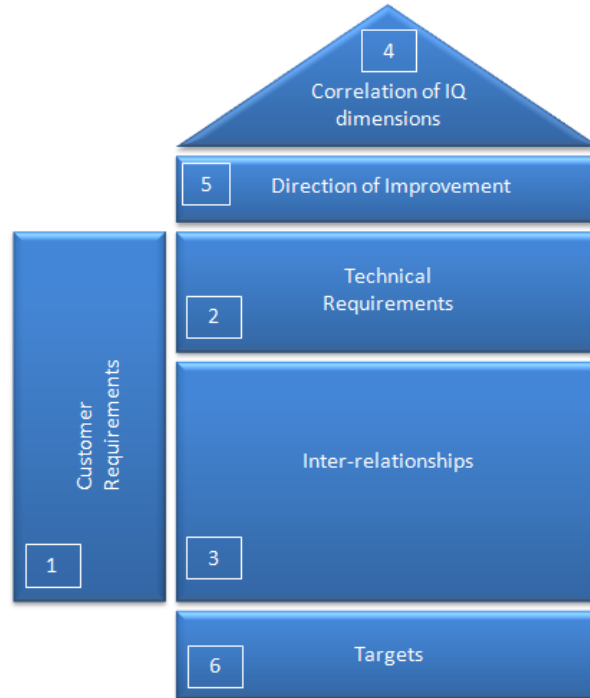 4
Correlation of IQ
dimensions
5
Direction of Improvement
Technical
Requirements
2
Customer
Requirements
1
Inter-relationships
3
Targets
6